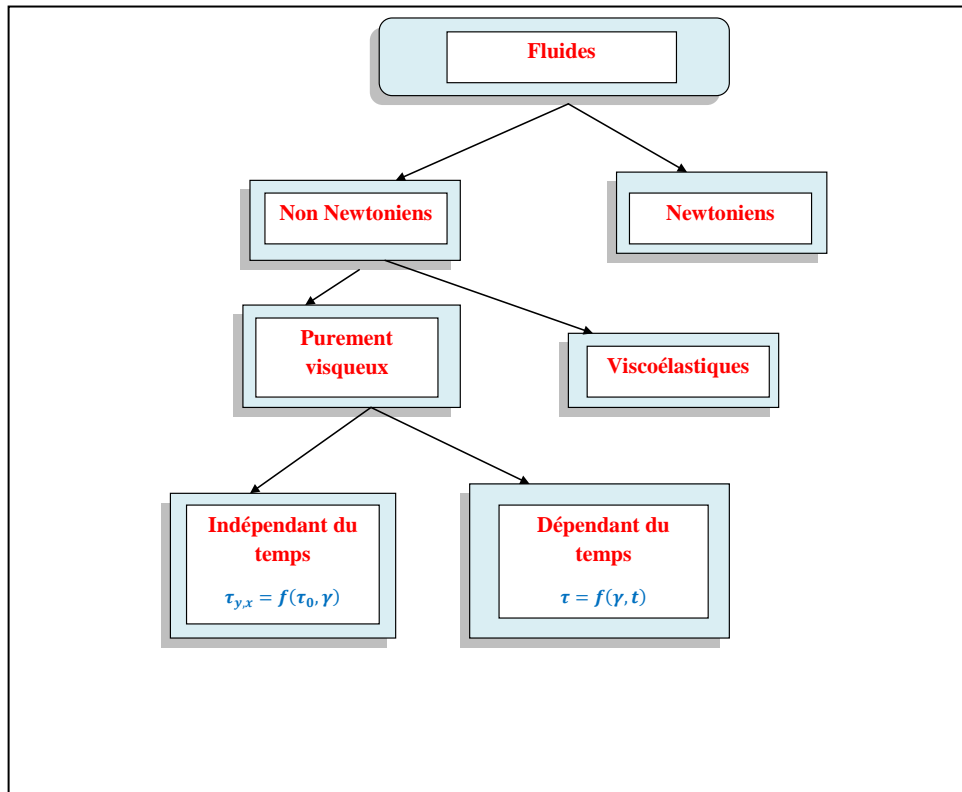 Fluides
Non Newtoniens
Newtoniens
Purement
visqueux
Viscoélastiques
Indépendant du
temps
τy,x = f(τ0, γ)
Dépendant du
temps
τ = f(γ, t)